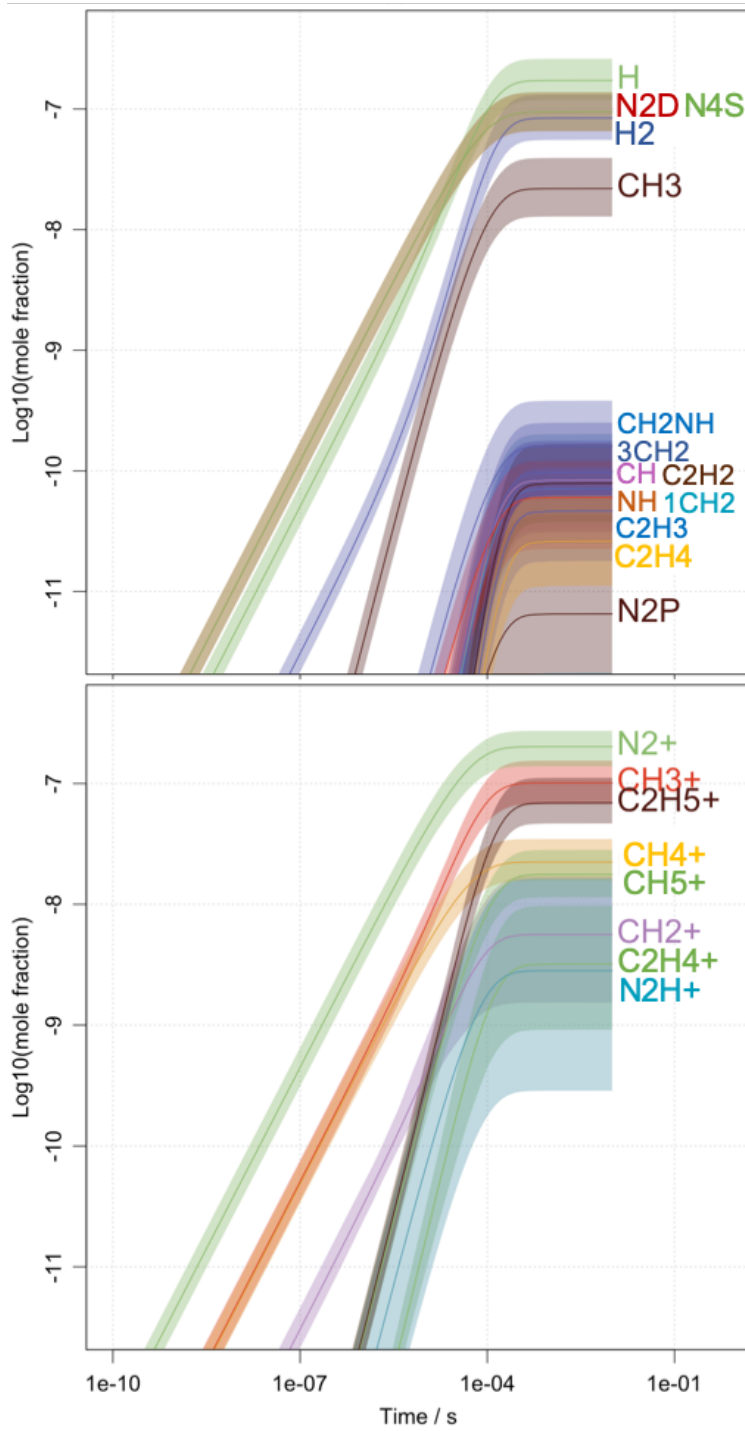 H
N2D N4S
H2
CH3
CH2NH
3CH2
CH C2H2
NH 1CH2
C2H3
C2H4
N2P
-7
-8
-9
-10
-11
Log10(mole fraction)
N2+
CH3+
C2H5+
CH4+
CH5+
CH2+
C2H4+
N2H+
-7
-8
-9
-10
-11
Log10(mole fraction)
1e-10 1e-07 1e-04 1e-01
Time / s